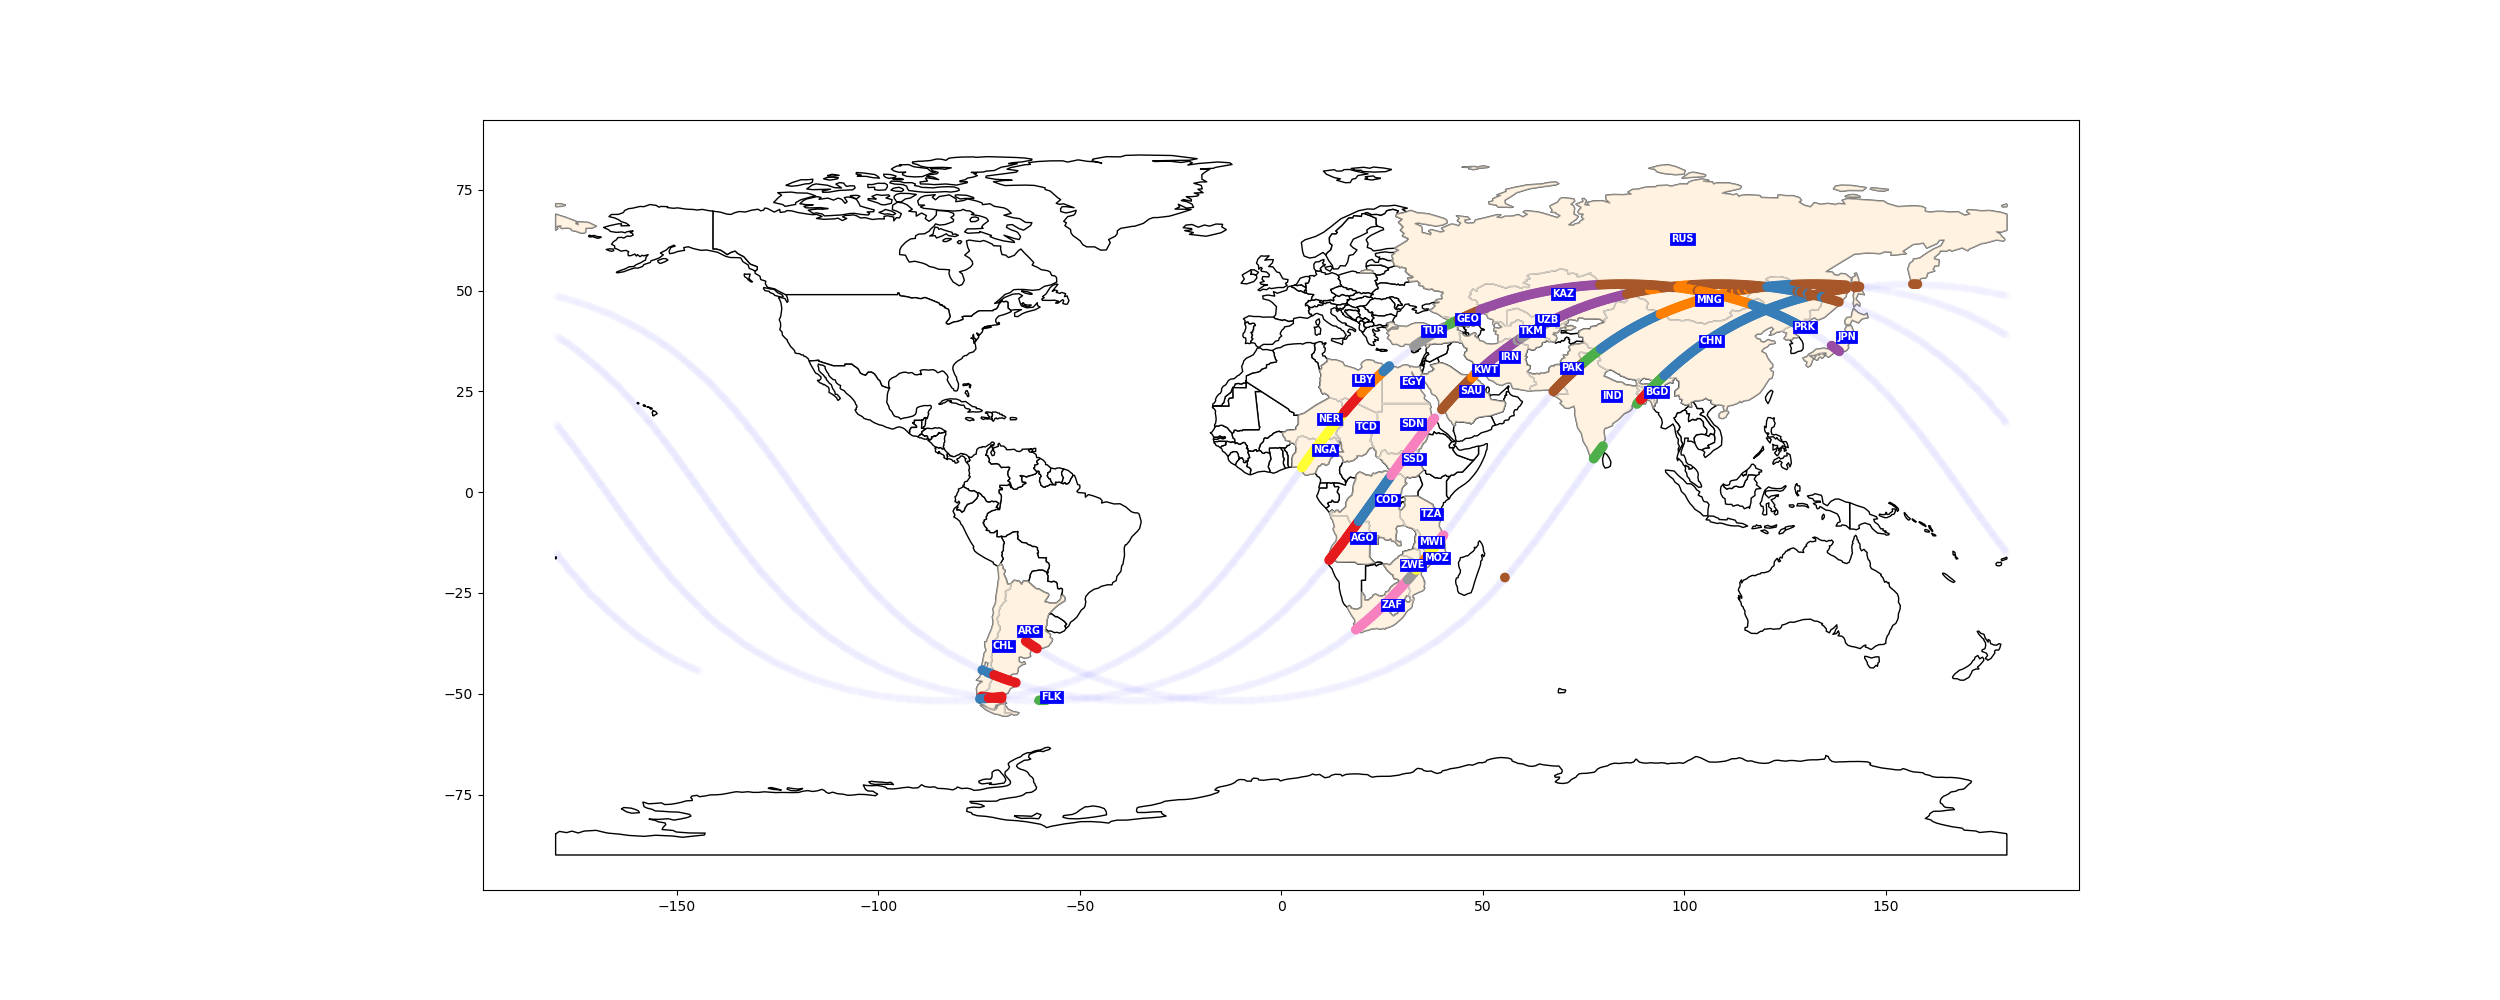 75
50
25
0
−25
−50
−75
−150
−100
−50
0
50
100
150
RUS
KAZ
MNG
GEO
UZB
TUR
TKM
PRK
JPN
CHN
IRN
KWT
PAK
LBY
EGY
SAU
IND
BGD
NER
TCD
SDN
NGA
SSD
COD
TZA
AGO
MWI
MOZ
ZWE
ZAF
ARG
CHL
FLK